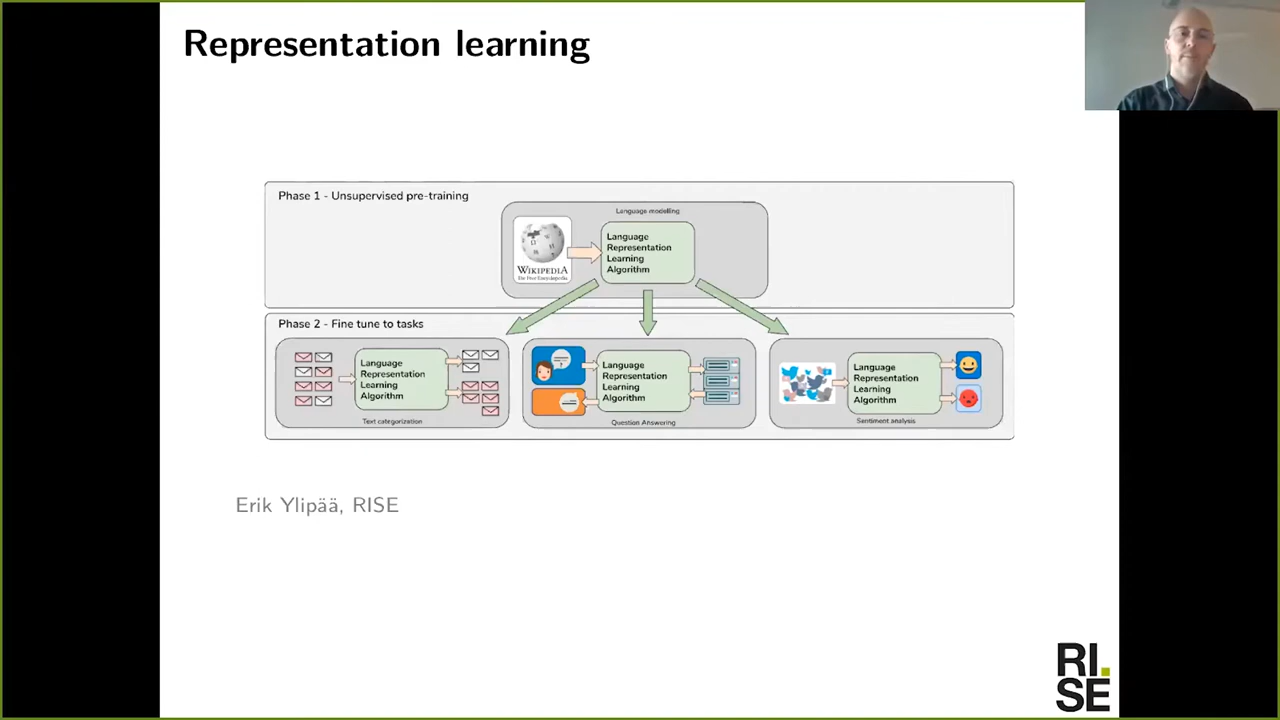 Representation learning
Phase 1 - Unsupervised pre-training
Language modelling
WIKIPEDIA
The Free Encyclopedia
Language
Representation
Learning
Algorithm
Phase 2 - Fine tune to tasks
Language
Representation
Learning
Algorithm
Text categorization
Language
Representation
Learning
Algorithm
Question Answering
Language
Representation
Learning
Algorithm
Sentiment analysis
Erik Ylipää, RISE
RI.
SE